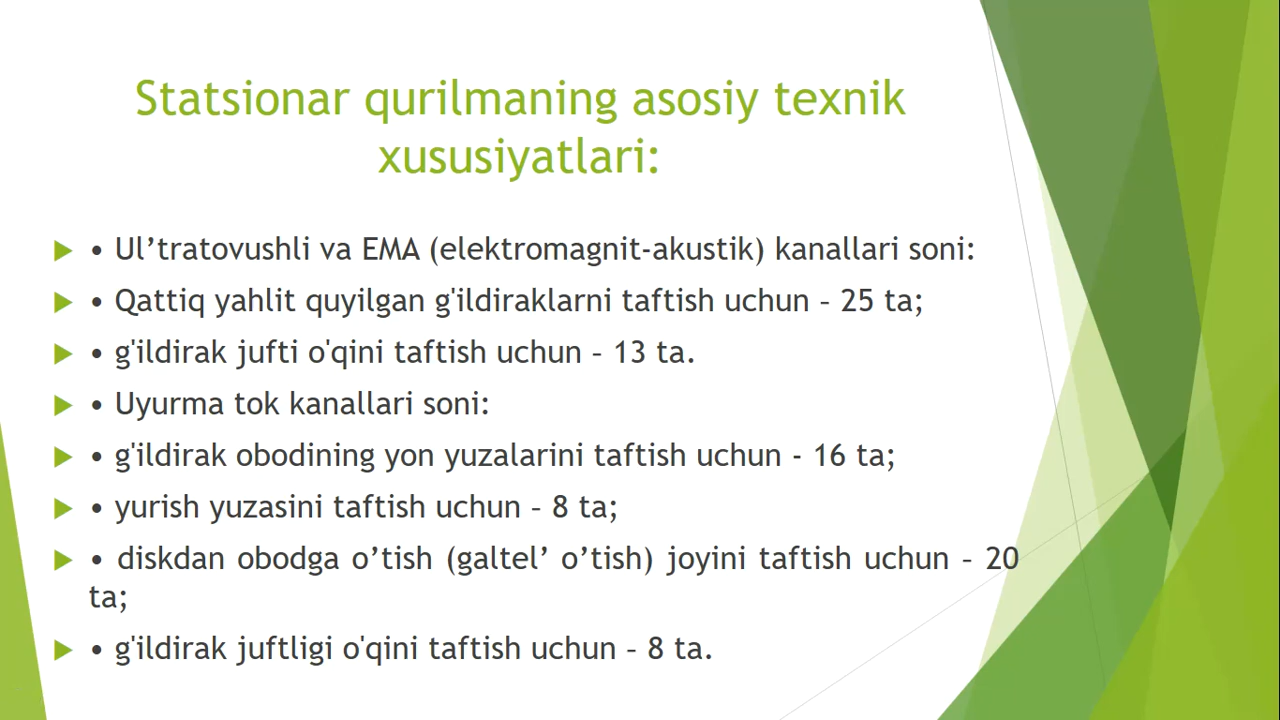 Statsionar qurilmaning asosiy texnik
xususiyatlari:
• Ul’tratovushli va EMA (elektromagnit-akustik) kanallari soni:
• Qattiq yahlit quyilgan g'ildiraklarni taftish uchun – 25 ta;
• g'ildirak jufti o'qini taftish uchun – 13 ta.
• Uyurma tok kanallari soni:
• g'ildirak obodining yon yuzalarini taftish uchun - 16 ta;
• yurish yuzasini taftish uchun – 8 ta;
• diskdan obodga o’tish (galtel’ o’tish) joyini taftish uchun – 20
ta;
• g'ildirak juftligi o'qini taftish uchun – 8 ta.